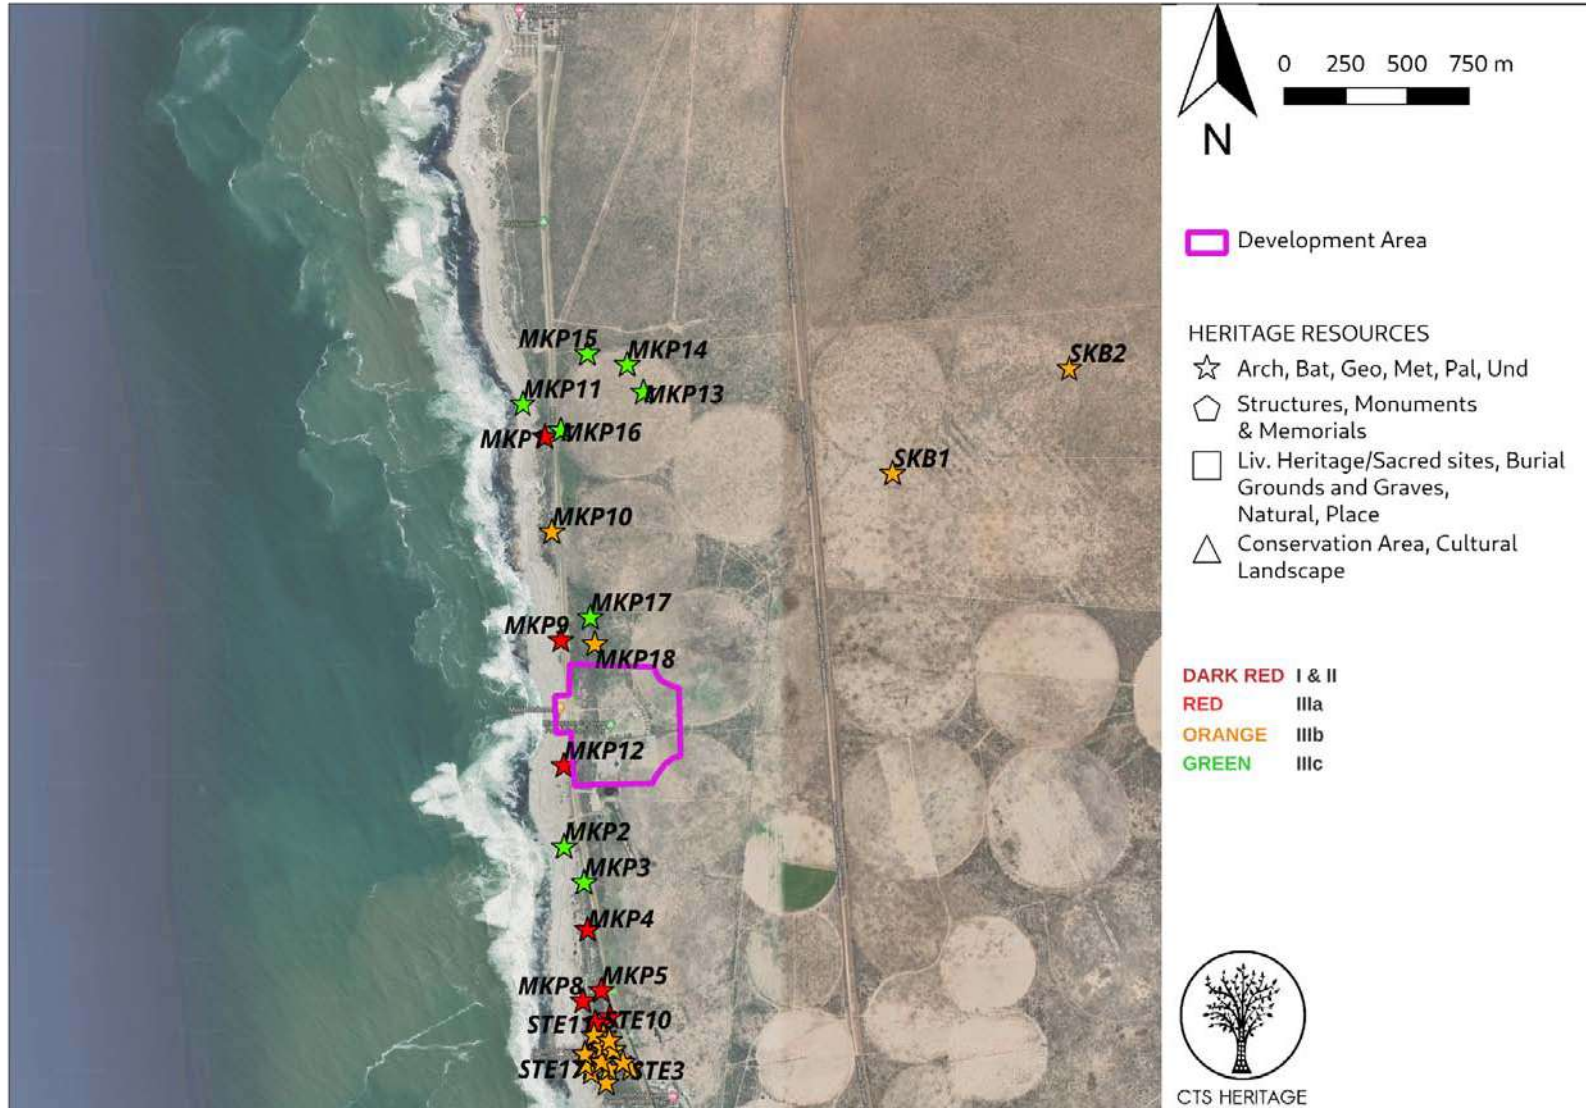 0 250 500 750 m
N
Development Area
HERITAGE RESOURCES
Arch, Bat, Geo, Met, Pal, Und
Structures, Monuments
& Memorials
Liv. Heritage/Sacred sites, Burial
Grounds and Graves,
Natural, Place
Conservation Area, Cultural
Landscape
DARK RED I & II
RED IIIa
ORANGE IIIb
GREEN IIIc
CTS HERITAGE
MKP15
MKP14
SKB2
MKP11
MKP13
MKP16
SKB1
MKP10
MKP17
MKP9
MKP18
MKP12
MKP2
MKP3
MKP4
MKP5
MKP8
STE10
STE17
STE3